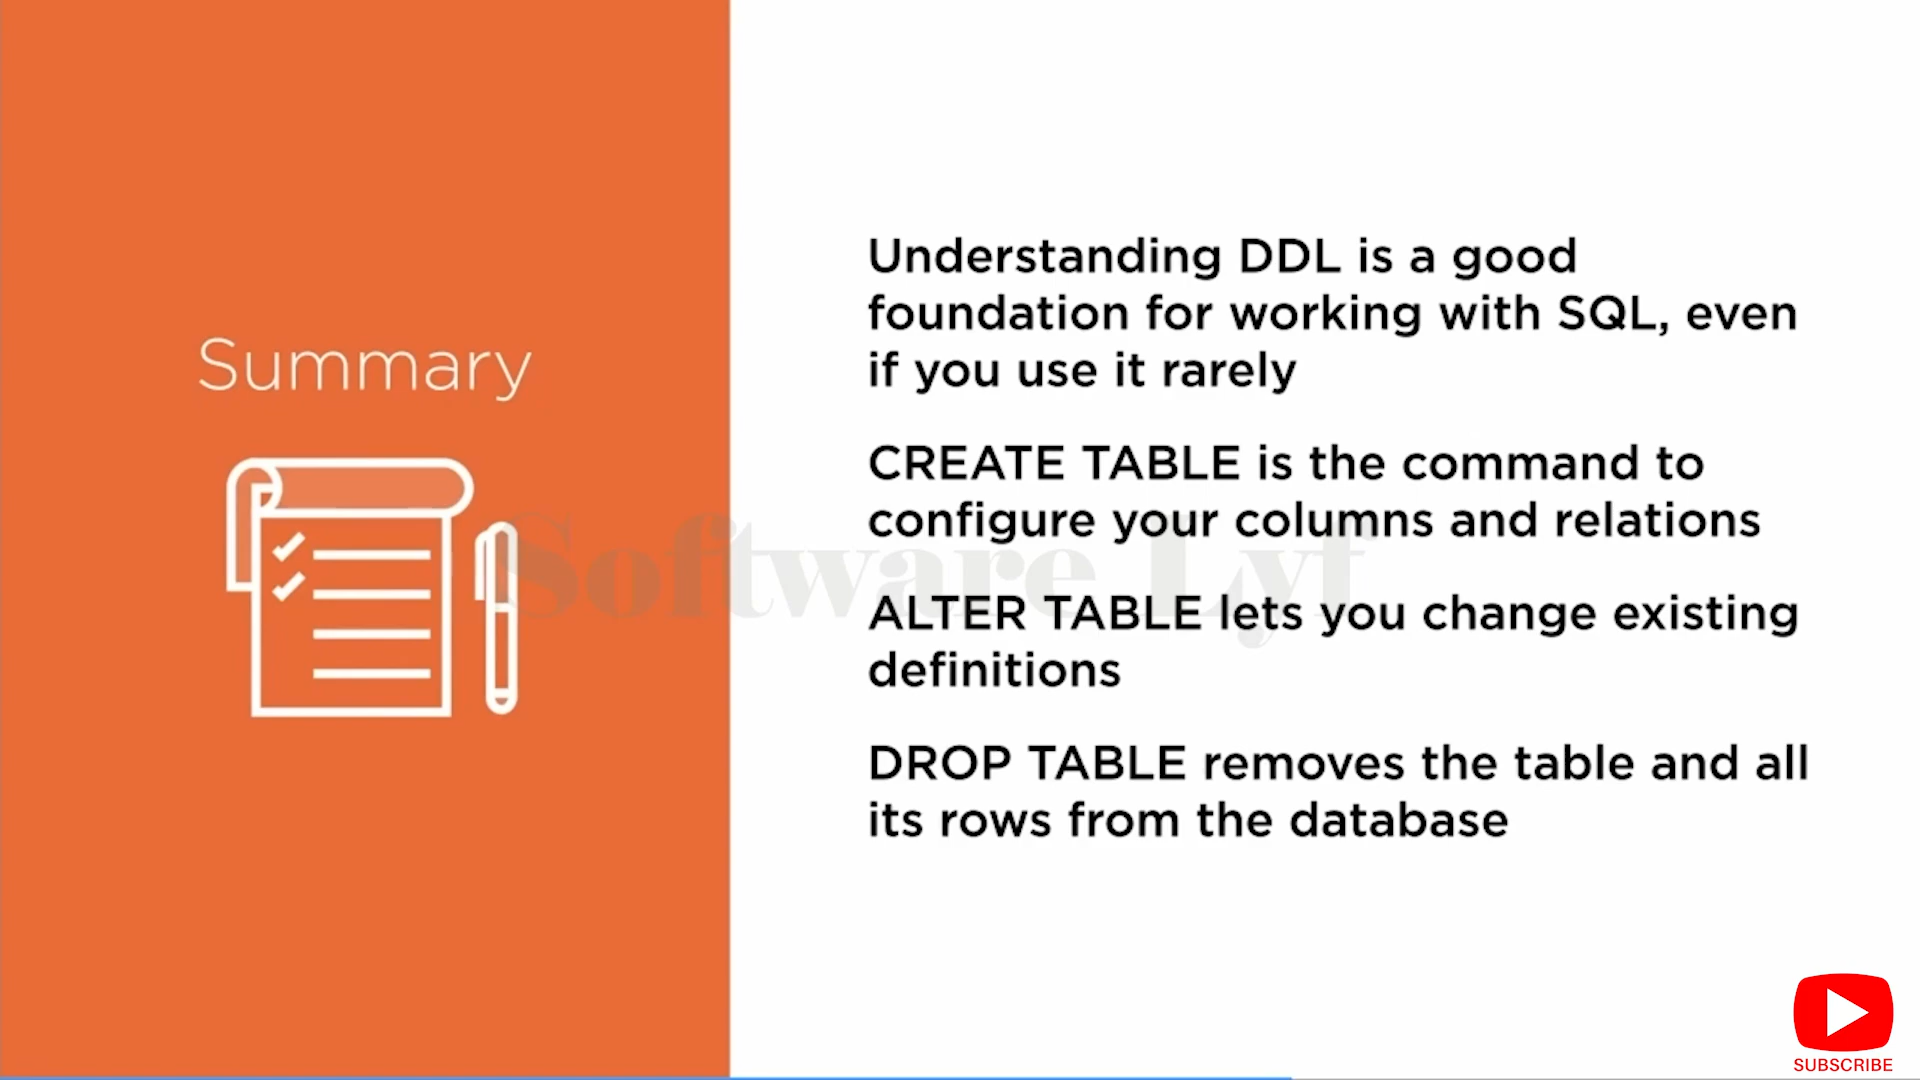 Summary
Understanding DDL is a good
foundation for working with SQL, even
if you use it rarely
CREATE TABLE is the command to
configure your columns and relations
ALTER TABLE lets you change existing
definitions
DROP TABLE removes the table and all
its rows from the database
Software Lyf
SUBSCRIBE